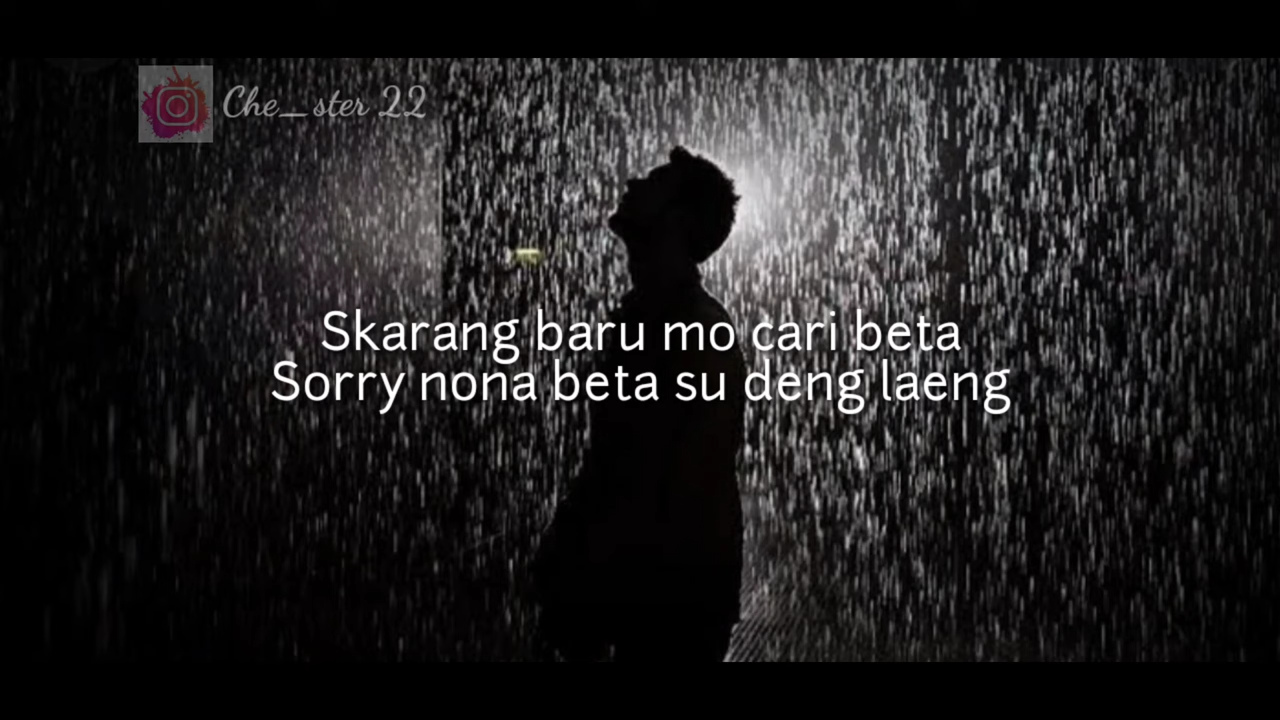 Che_ster 22
Skarang baru mo cari beta
Sorry nona beta su deng laeng